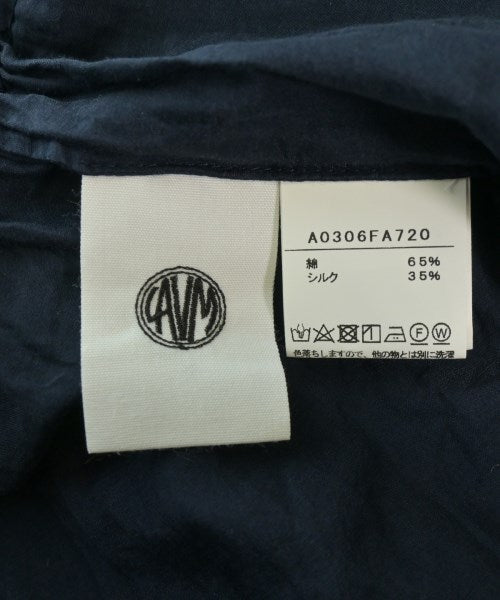 AVM
A0306FA720
綿 65%
シルク 35%
F W
色落ちしますので、他の物とは別に洗濯